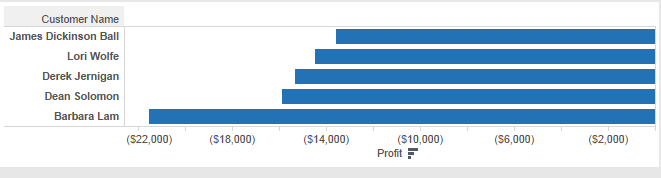 Customer Name
James Dickinson Ball
Lori Wolfe
Derek Jernigan
Dean Solomon
Barbara Lam
($22,000) ($18,000) ($14,000) ($10,000) ($6,000) ($2,000)
Profit